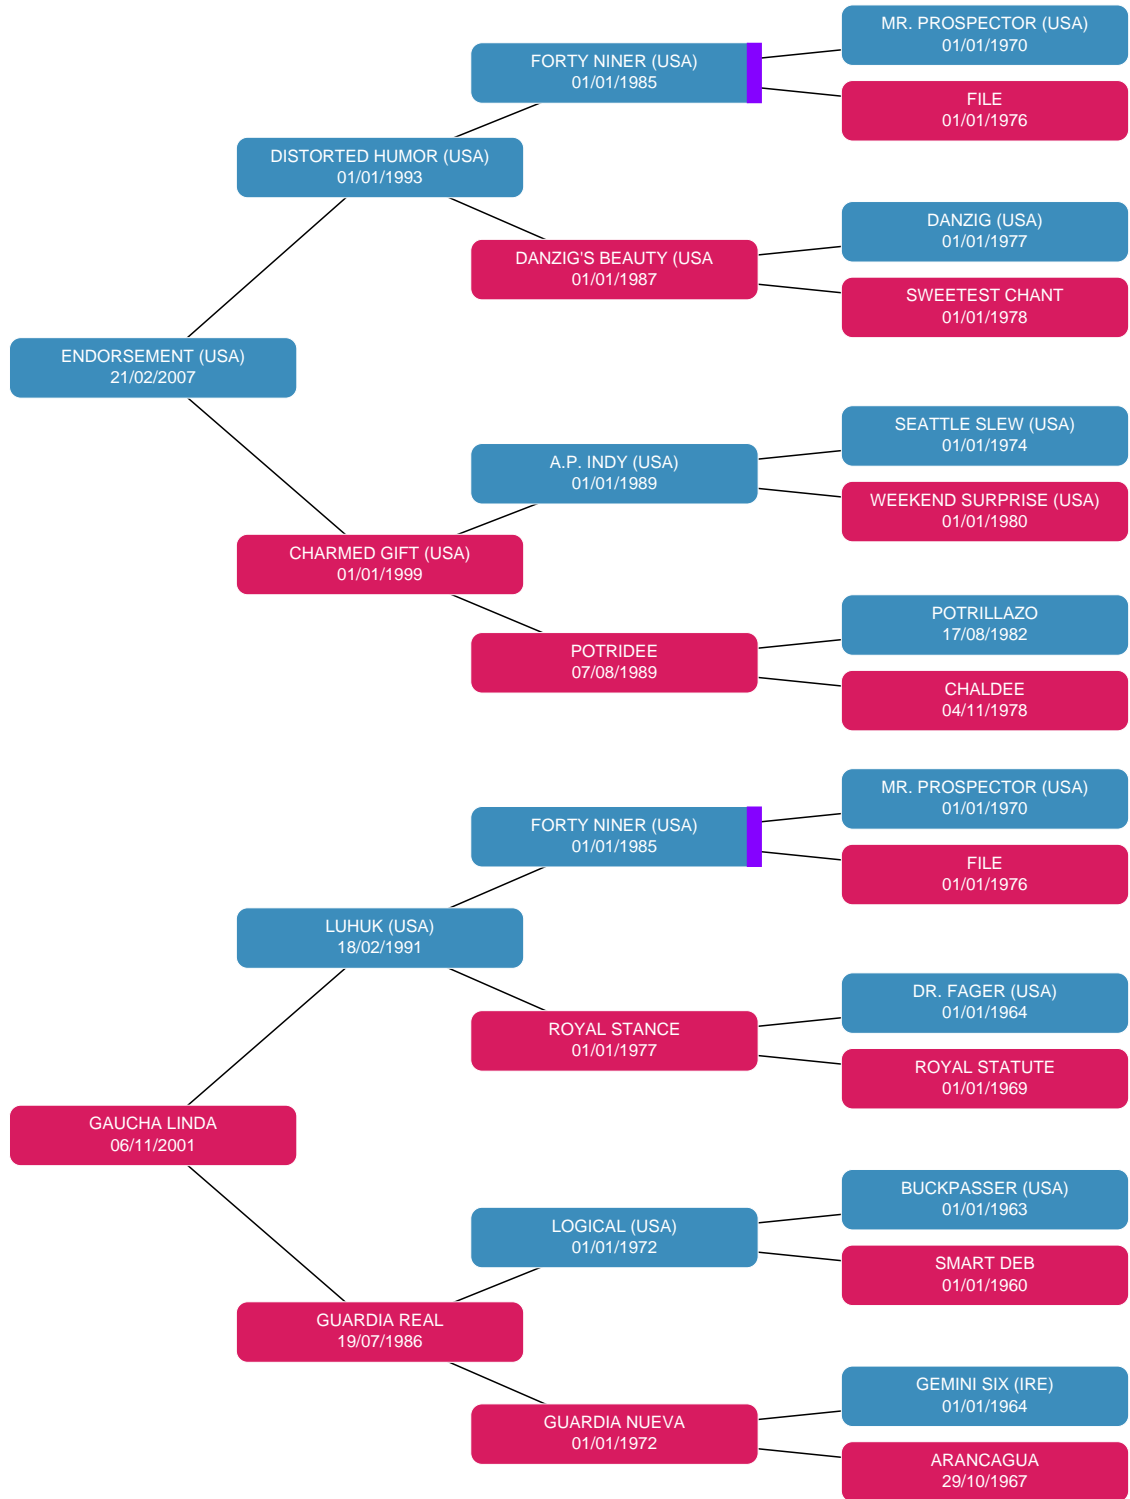 MR. PROSPECTOR (USA)
01/01/1970
FORTY NINER (USA)
01/01/1985
FILE
01/01/1976
DISTORTED HUMOR (USA)
01/01/1993
DANZIG (USA)
01/01/1977
DANZIG'S BEAUTY (USA
01/01/1987
SWEETEST CHANT
01/01/1978
ENDORSEMENT (USA)
21/02/2007
SEATTLE SLEW (USA)
01/01/1974
A.P. INDY (USA)
01/01/1989
WEEKEND SURPRISE (USA)
01/01/1980
CHARMED GIFT (USA)
01/01/1999
POTRILLAZO
17/08/1982
POTRIDEE
07/08/1989
CHALDEE
04/11/1978
MR. PROSPECTOR (USA)
01/01/1970
FORTY NINER (USA)
01/01/1985
FILE
01/01/1976
LUHUK (USA)
18/02/1991
DR. FAGER (USA)
01/01/1964
ROYAL STANCE
01/01/1977
ROYAL STATUTE
01/01/1969
GAUCHA LINDA
06/11/2001
BUCKPASSER (USA)
01/01/1963
LOGICAL (USA)
01/01/1972
SMART DEB
01/01/1960
GUARDIA REAL
19/07/1986
GEMINI SIX (IRE)
01/01/1964
GUARDIA NUEVA
01/01/1972
ARANCAGUA
29/10/1967